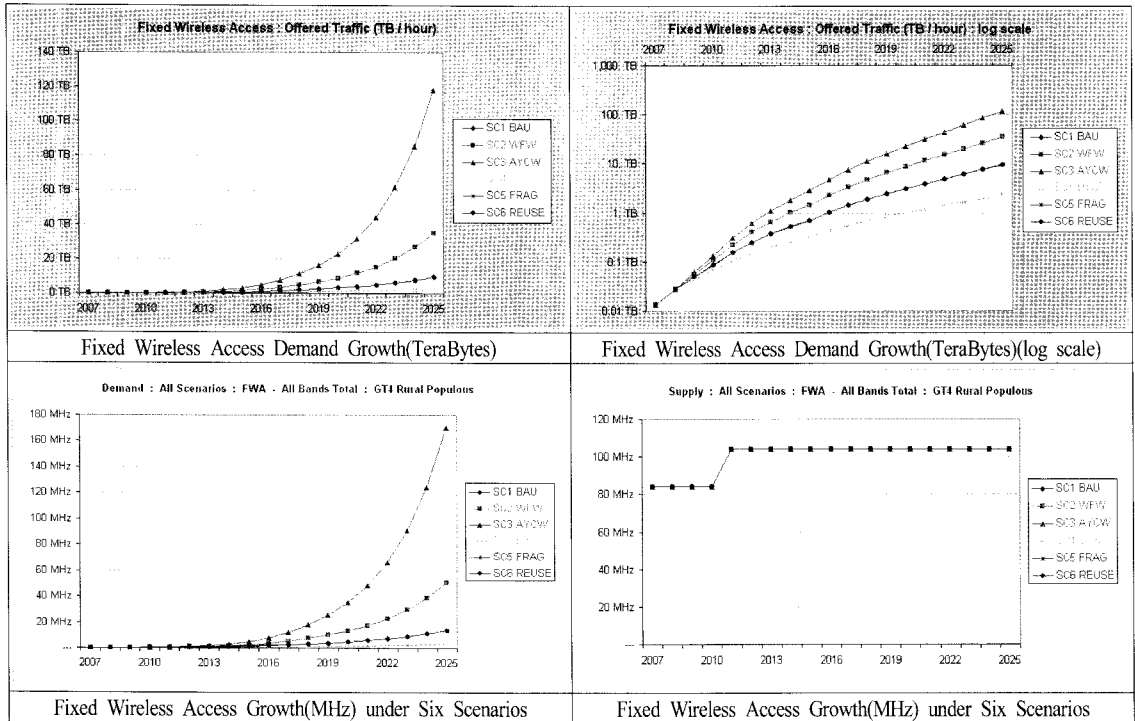 Fixed Wireless Access : Offered Traffic (TB / hour)
140 TB
120 TB
100 TB
80 TB
60 TB
40 TB
20 TB
0 TB
2007
2010
2013
2016
2019
2022
2025
SC1 BAU
SC2 WFW
SC3 AYCW
SC5 FRAG
SC6 REUSE
Fixed Wireless Access : Offered Traffic (TB / hour) : log scale
2007
2010
2013
2016
2019
2022
2025
1,000. TB
100. TB
10. TB
1. TB
0.1 TB
0.01 TB
SC1 BAU
SC2 WFW
SC3 AYCW
SC5 FRAG
SC6 REUSE
Fixed Wireless Access Demand Growth(TeraBytes)
Fixed Wireless Access Demand Growth(TeraBytes)(log scale)
Demand : All Scenarios : FWA - All Bands Total : GT4 Rural Populous
180 MHz
160 MHz
140 MHz
120 MHz
100 MHz
80 MHz
60 MHz
40 MHz
20 MHz
2007
2010
2013
2016
2019
2022
2025
SC1 BAU
SC2 WFW
SC3 AYCW
SC5 FRAG
SC6 REUSE
Supply : All Scenarios : FWA - All Bands Total : GT4 Rural Populous
120 MHz
100 MHz
80 MHz
60 MHz
40 MHz
20 MHz
2007
2010
2013
2016
2019
2022
2025
SC1 BAU
SC2 WFW
SC3 AYCW
SC5 FRAG
SC6 REUSE
Fixed Wireless Access Growth(MHz) under Six Scenarios
Fixed Wireless Access Growth(MHz) under Six Scenarios